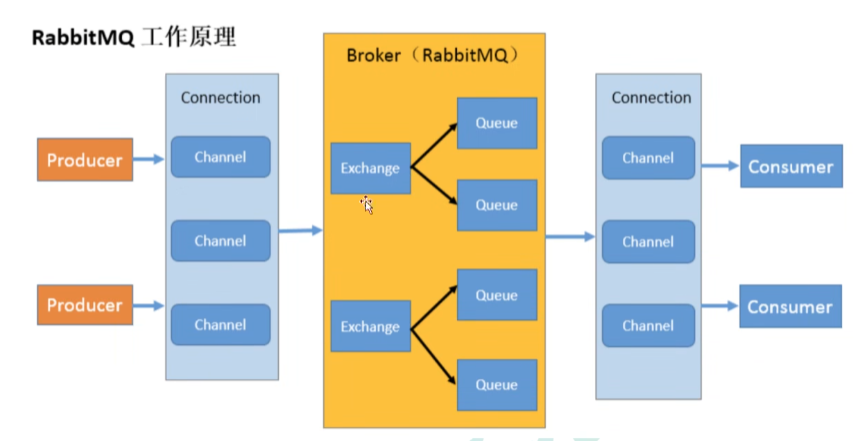 RabbitMQ 工作原理
Broker（RabbitMQ）
Connection
Connection
Producer
Channel
Exchange
Queue
Channel
Consumer
Queue
Channel
Channel
Producer
Channel
Exchange
Queue
Channel
Consumer
Queue